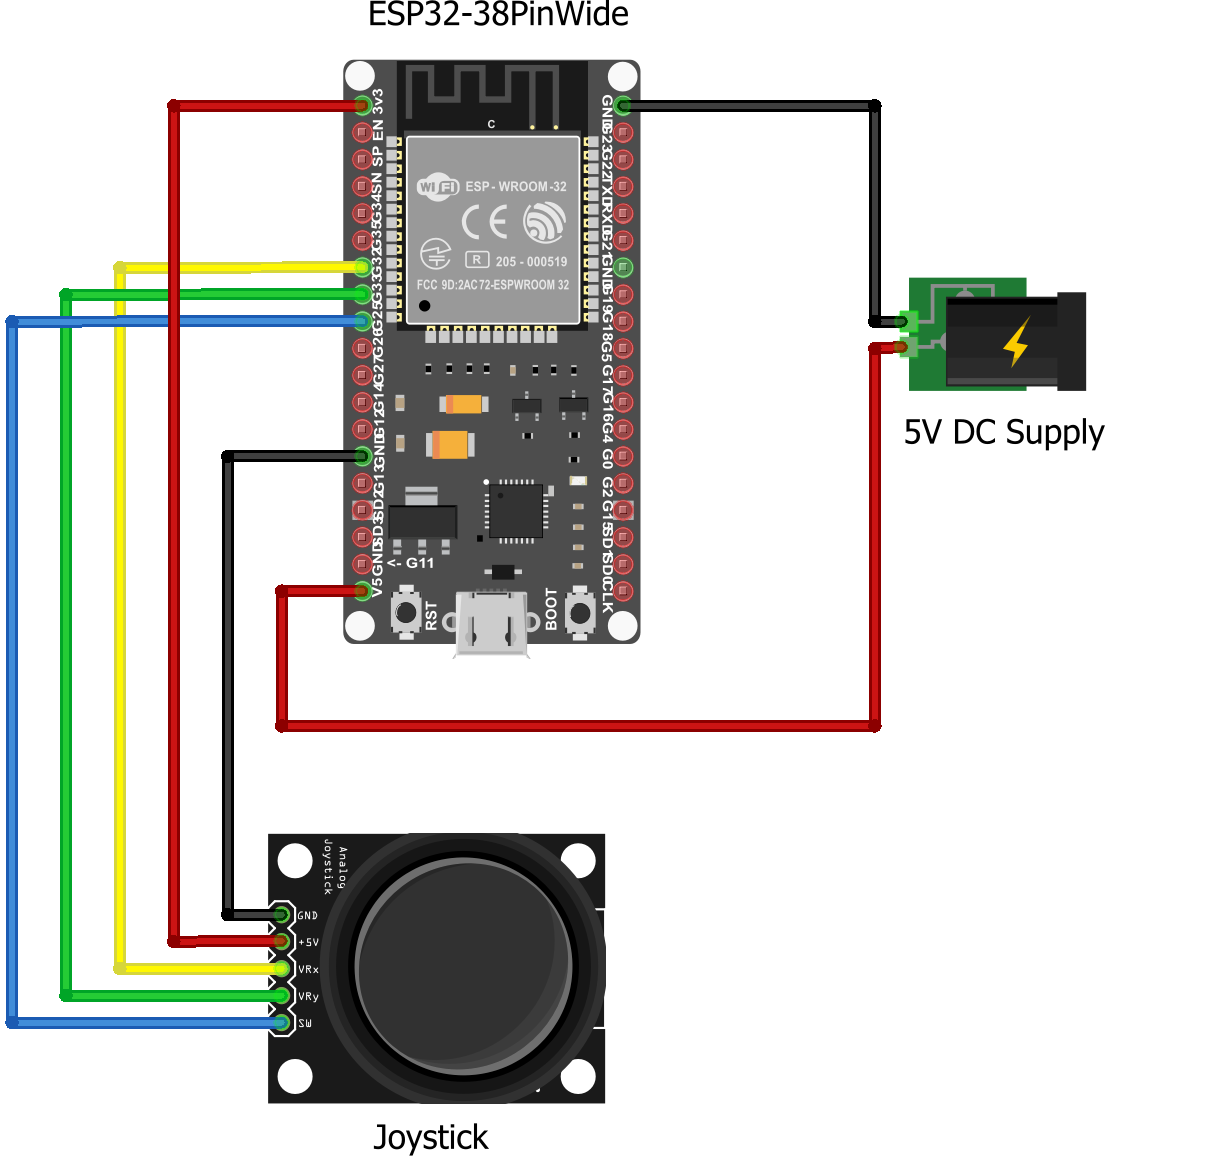 ESP32-38PinWide
C
3v3
EN
SP
SN
G34
G35
G32
G33
G25
G26
G27
G14
G12
GND
G13
SD2
SD3
GND
V5
GND
G23
G22
TXD
RXD
G21
GND
G19
G18
G5
G17
G16
G4
G0
G2
G15
SD1
SD0
CLK
Wi Fi
ESP - WROOM-32
CE
R 205 - 000519
FCC 9D:2AC72-ESPWROOM 32
<- G11
RST
BOOT
5V DC Supply
Analog
Joystick
GND
+5V
VRx
VRy
SW
Joystick